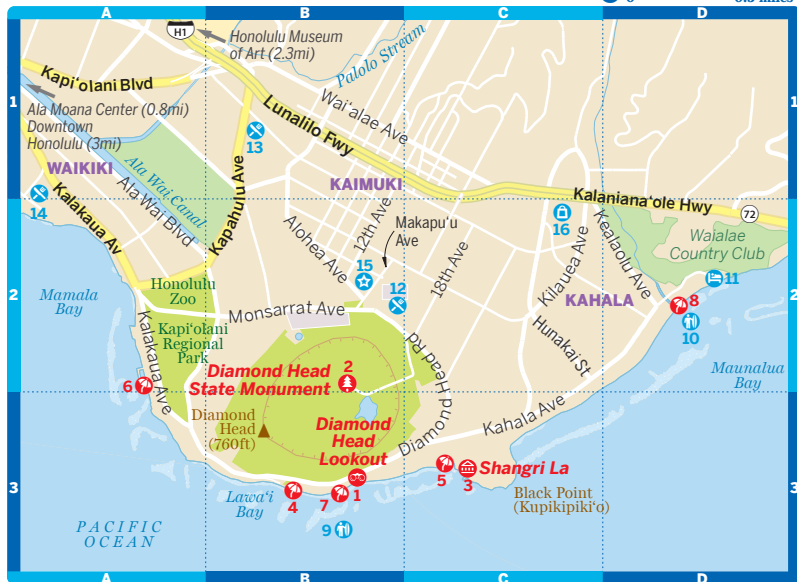 A
B
C
D
H1
Honolulu Museum
of Art (2.3mi)
Palolo Stream
Kapi‘olani Blvd
1
1
Ala Moana Center (0.8mi)
Downtown
Honolulu (3mi)
Wai‘alae Ave
Lunalilo Fwy
13
WAIKIKI
Ala Wai Canal
Kapahulu Ave
KAIMUKI
Kalaniana‘ole Hwy
14
Kalakaua Av
Ala Wai Blvd
Alohea Ave
12th Ave
Makapu‘u
Ave
18th Ave
16
Kilauea Ave
Kealaolu Ave
72
Waialae
Country Club
15
12
11
2
2
Honolulu
Zoo
Mamala
Bay
Monsarrat Ave
KAHALA
8
10
Kalakaua Ave
Kapi‘olani
Regional
Park
Diamond Head
State Monument
2
Diamond Head Rd
Hunakai St
Maunalua
Bay
6
Diamond
Head
(760ft)
Diamond
Head
Lookout
Kahala Ave
5
3
Shangri La
Black Point
(Kupikipiki‘o)
3
3
Lawa‘i
Bay
4
7
1
9
PACIFIC
OCEAN
A
B
C
D